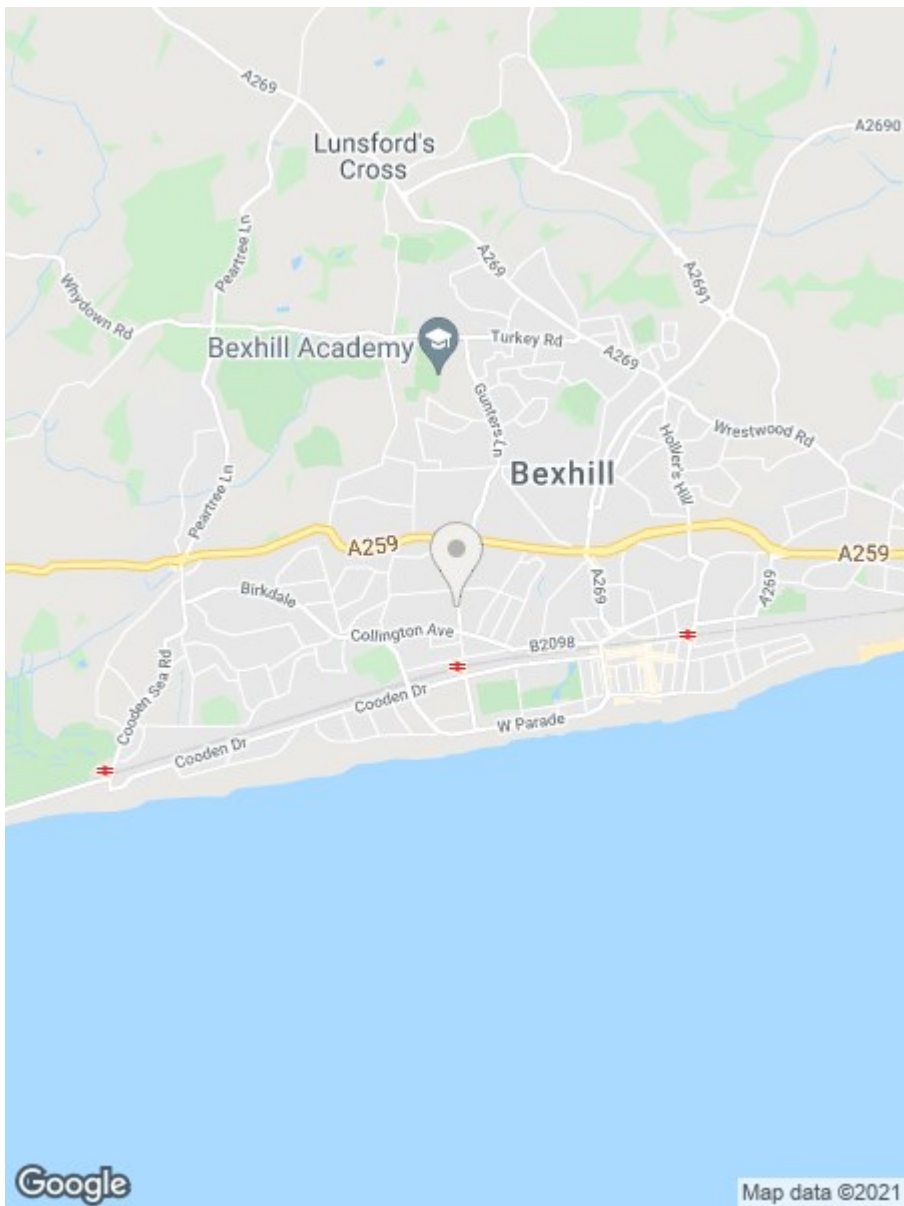 A269
A2690
Lunsford's
Cross
Peartree Ln
A269
A2691
Whydown Rd
Bexhill Academy
Turkey Rd
A269
Gunters Ln
Wrestwood Rd
Hollier's Hill
Bexhill
Peartree Ln
A259
A259
Birkdale
A269
A269
Collington Ave
B2098
Cooden Sea Rd
Cooden Dr
W Parade
Cooden Dr
Google
Map data ©2021